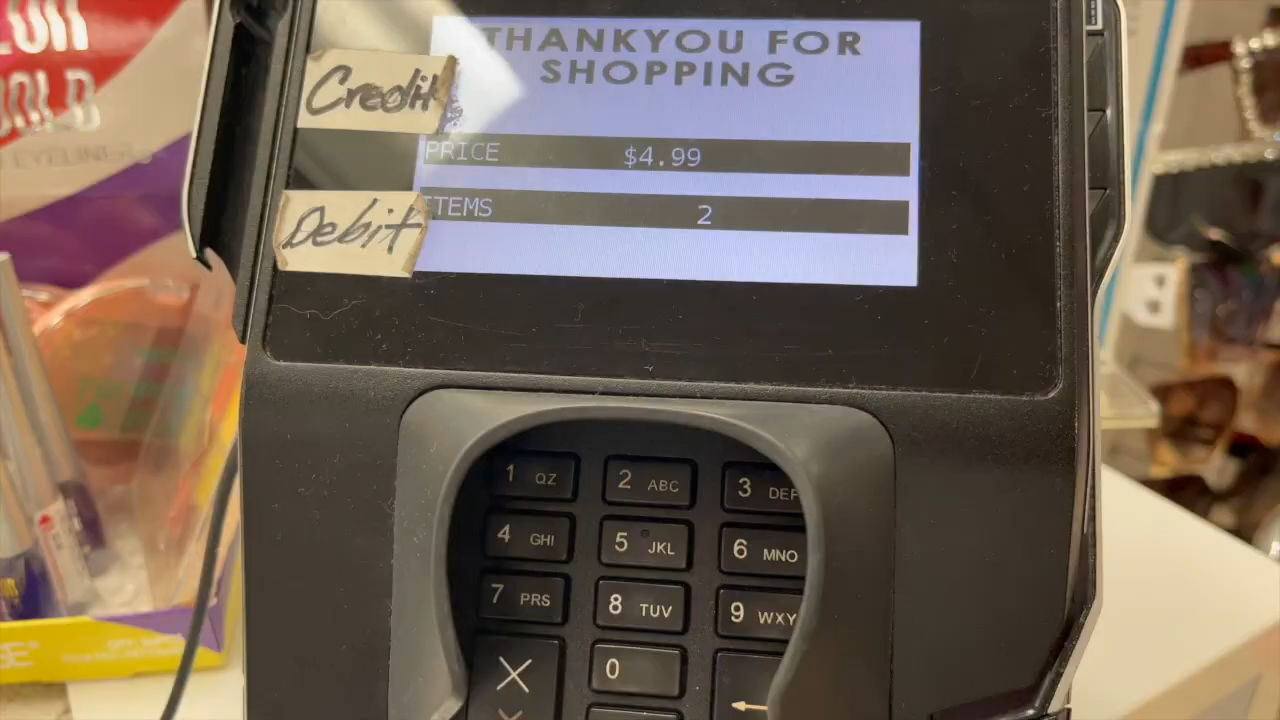 THANKYOU FOR
SHOPPING
Credit
PRICE $4.99
Debit
ITEMS 2
1 QZ 2 ABC 3 DEF
4 GHI 5 JKL 6 MNO
7 PRS 8 TUV 9 WXY
0
EYELINER